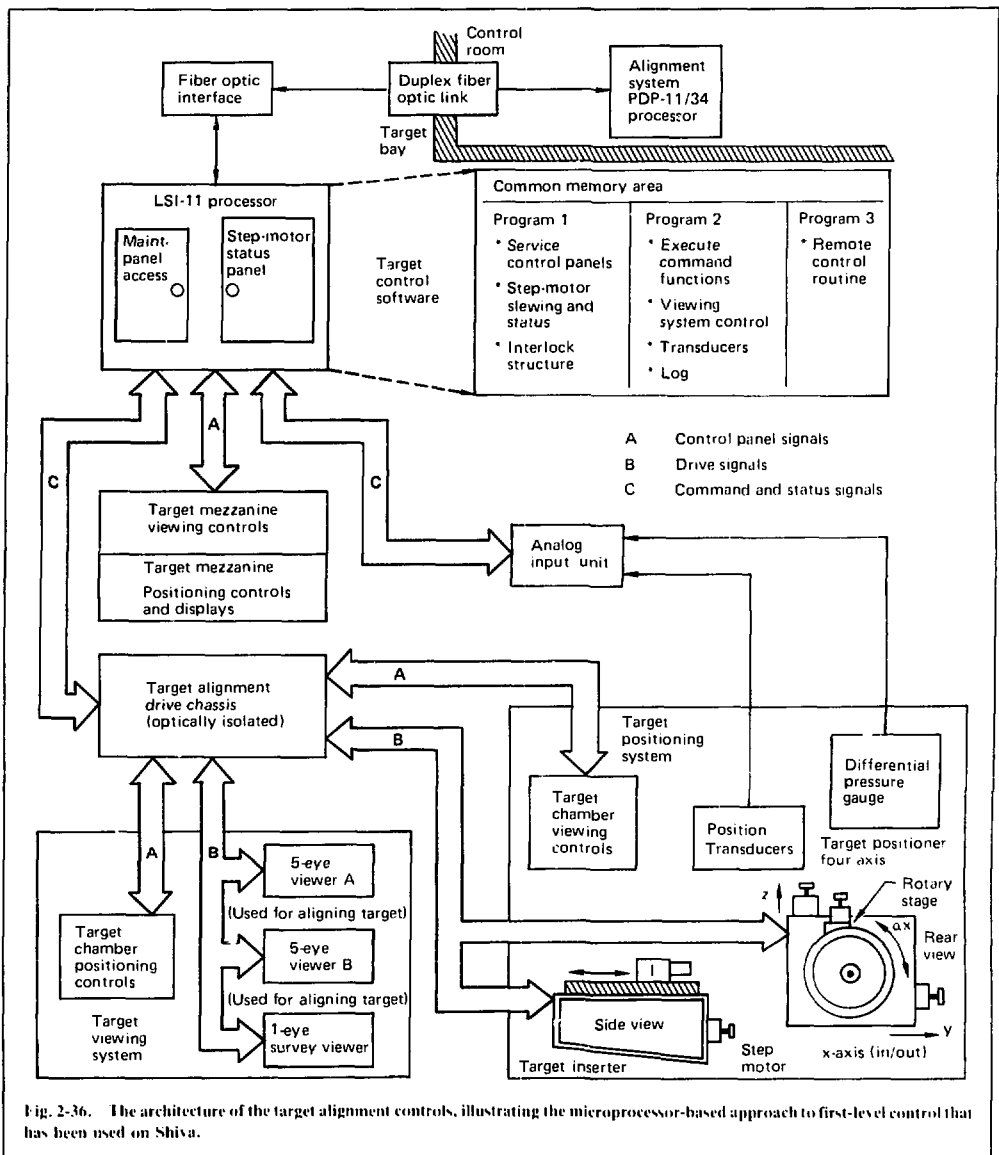 Control
room
Fiber optic
interface
Duplex fiber
optic link
Alignment
system
PDP-11/34
processor
Target
bay
LSI-11 processor
Maint-
panel
access
Step-motor
status
panel
Target
control
software
Common memory area
Program 1
* Service
control panels
* Step-motor
slewing and
status
* Interlock
structure
Program 2
* Execute
command
functions
* Viewing
system control
* Transducers
* Log
Program 3
* Remote
control
routine
A Control panel signals
B Drive signals
C Command and status signals
C
A
C
Target mezzanine
viewing controls
Target mezzanine
Positioning controls
and displays
Analog
input unit
Target alignment
drive chassis
(optically isolated)
A
B
Target
positioning
system
Target
chamber
viewing
controls
Position
Transducers
Differential
pressure
gauge
Target positioner
four axis
Rotary
stage
z
αx
Rear
view
y
x-axis (in/out)
A
B
5-eye
viewer A
(Used for aligning target)
5-eye
viewer B
(Used for aligning target)
1-eye
survey viewer
Target
chamber
positioning
controls
Target
viewing
system
Side view
Target inserter
Step
motor
Fig. 2-36. The architecture of the target alignment controls, illustrating the microprocessor-based approach to first-level control that
has been used on Shiva.